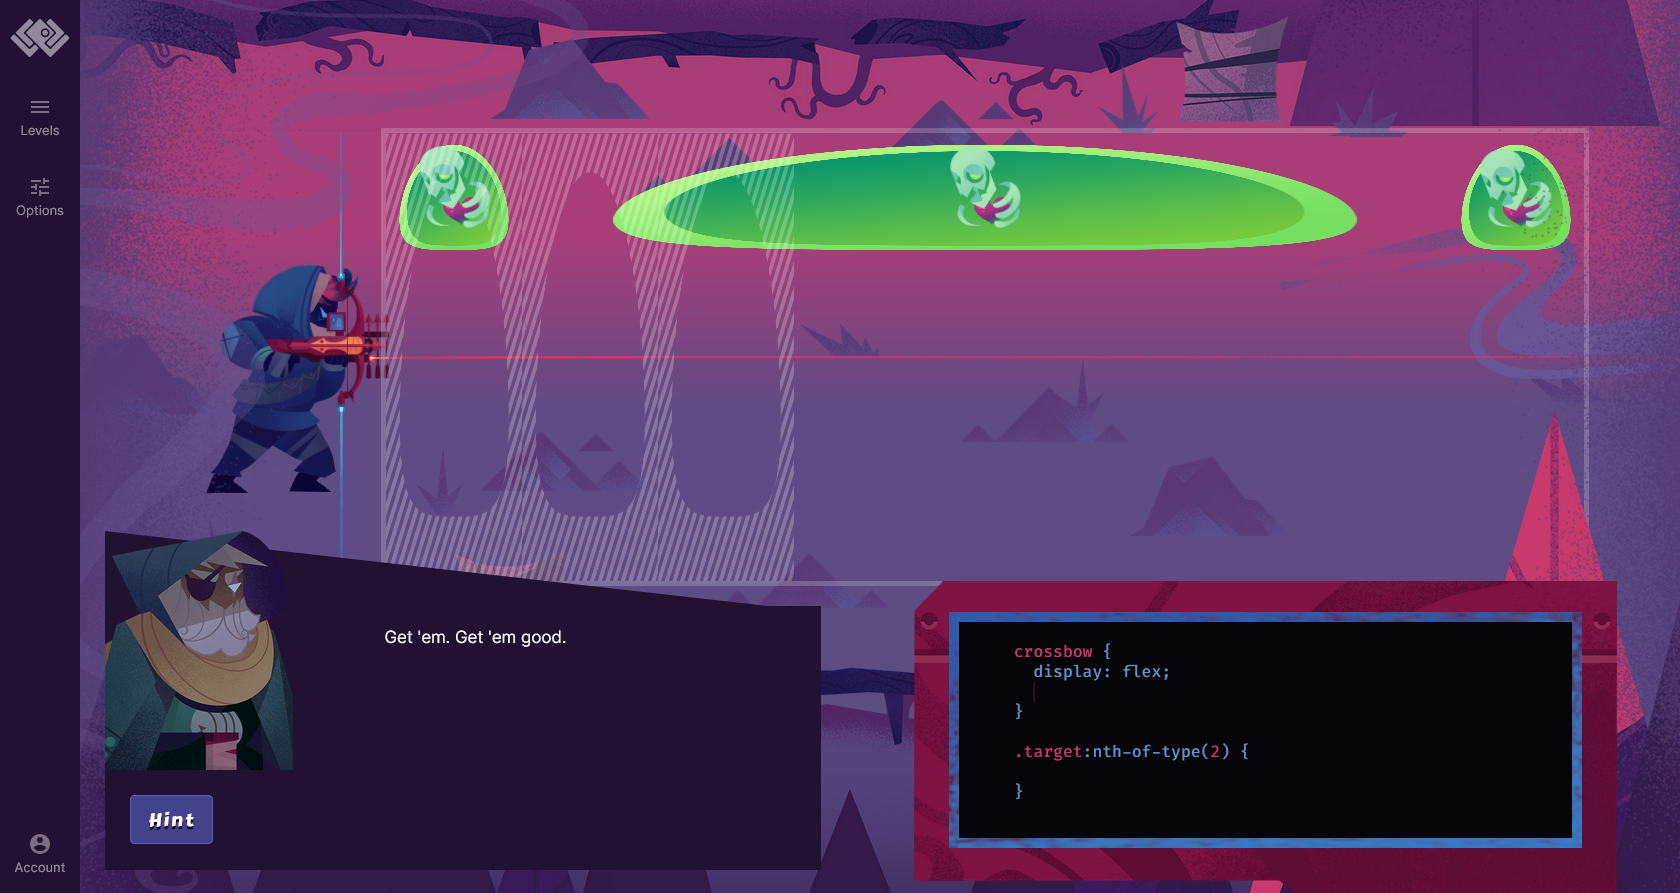 Levels
Options
Get 'em. Get 'em good.
Hint
Account
crossbow {
display: flex;
}
.target:nth-of-type(2) {
}